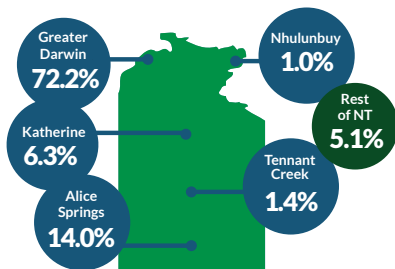 Greater
Darwin
72.2%
Nhulunbuy
1.0%
Rest
of NT
5.1%
Katherine
6.3%
Tennant
Creek
1.4%
Alice
Springs
14.0%